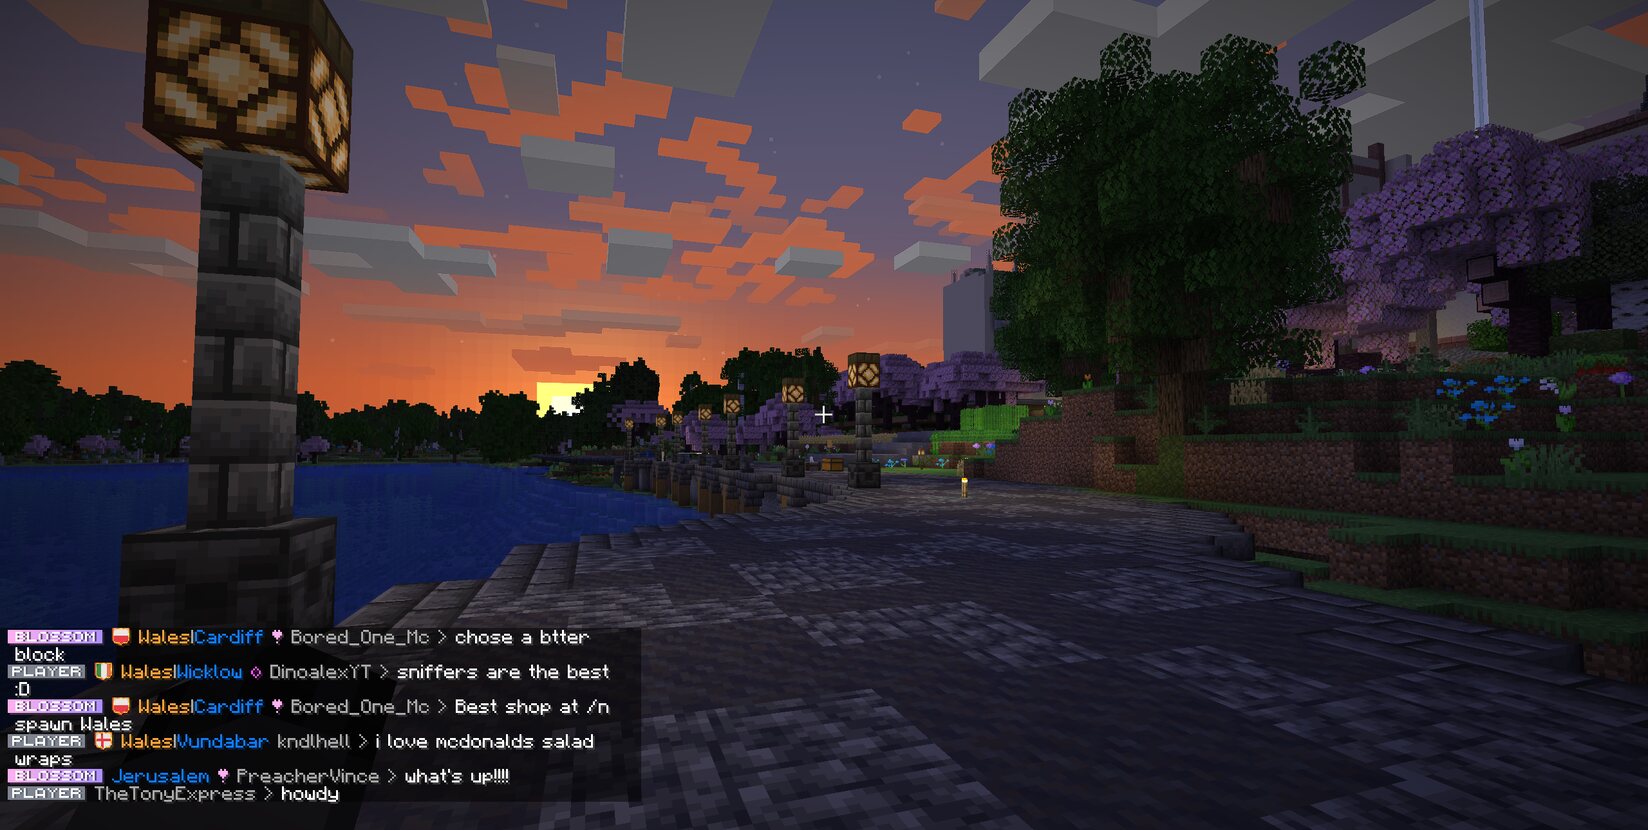 BLOSSOM Wales|Cardiff Bored_One_Mc > chose a btter
block
PLAYER Wales|Wicklow DinoalexYT > sniffers are the best
:D
BLOSSOM Wales|Cardiff Bored_One_Mc > Best shop at /n
spawn Wales
PLAYER Wales|Vundabar kndlhell > i love mcdonalds salad
wraps
BLOSSOM Jerusalem PreacherVince > what's up!!!!
PLAYER TheTonyExpress > howdy